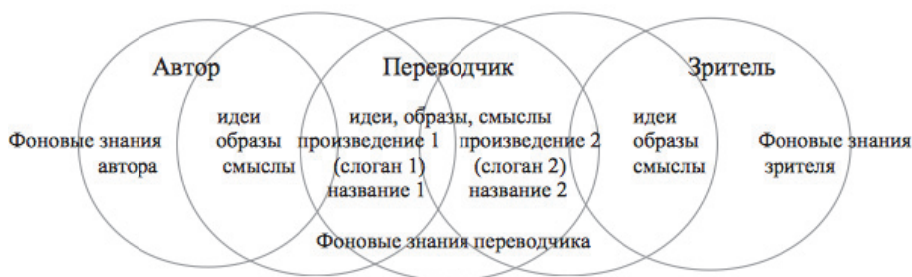 Автор Переводчик Зритель
идеи идеи, образы, смыслы идеи
Фоновые знания образы произведение 1 произведение 2 образы Фоновые знания
автора смыслы (слоган 1) (слоган 2) смыслы зрителя
название 1 название 2
Фоновые знания переводчика